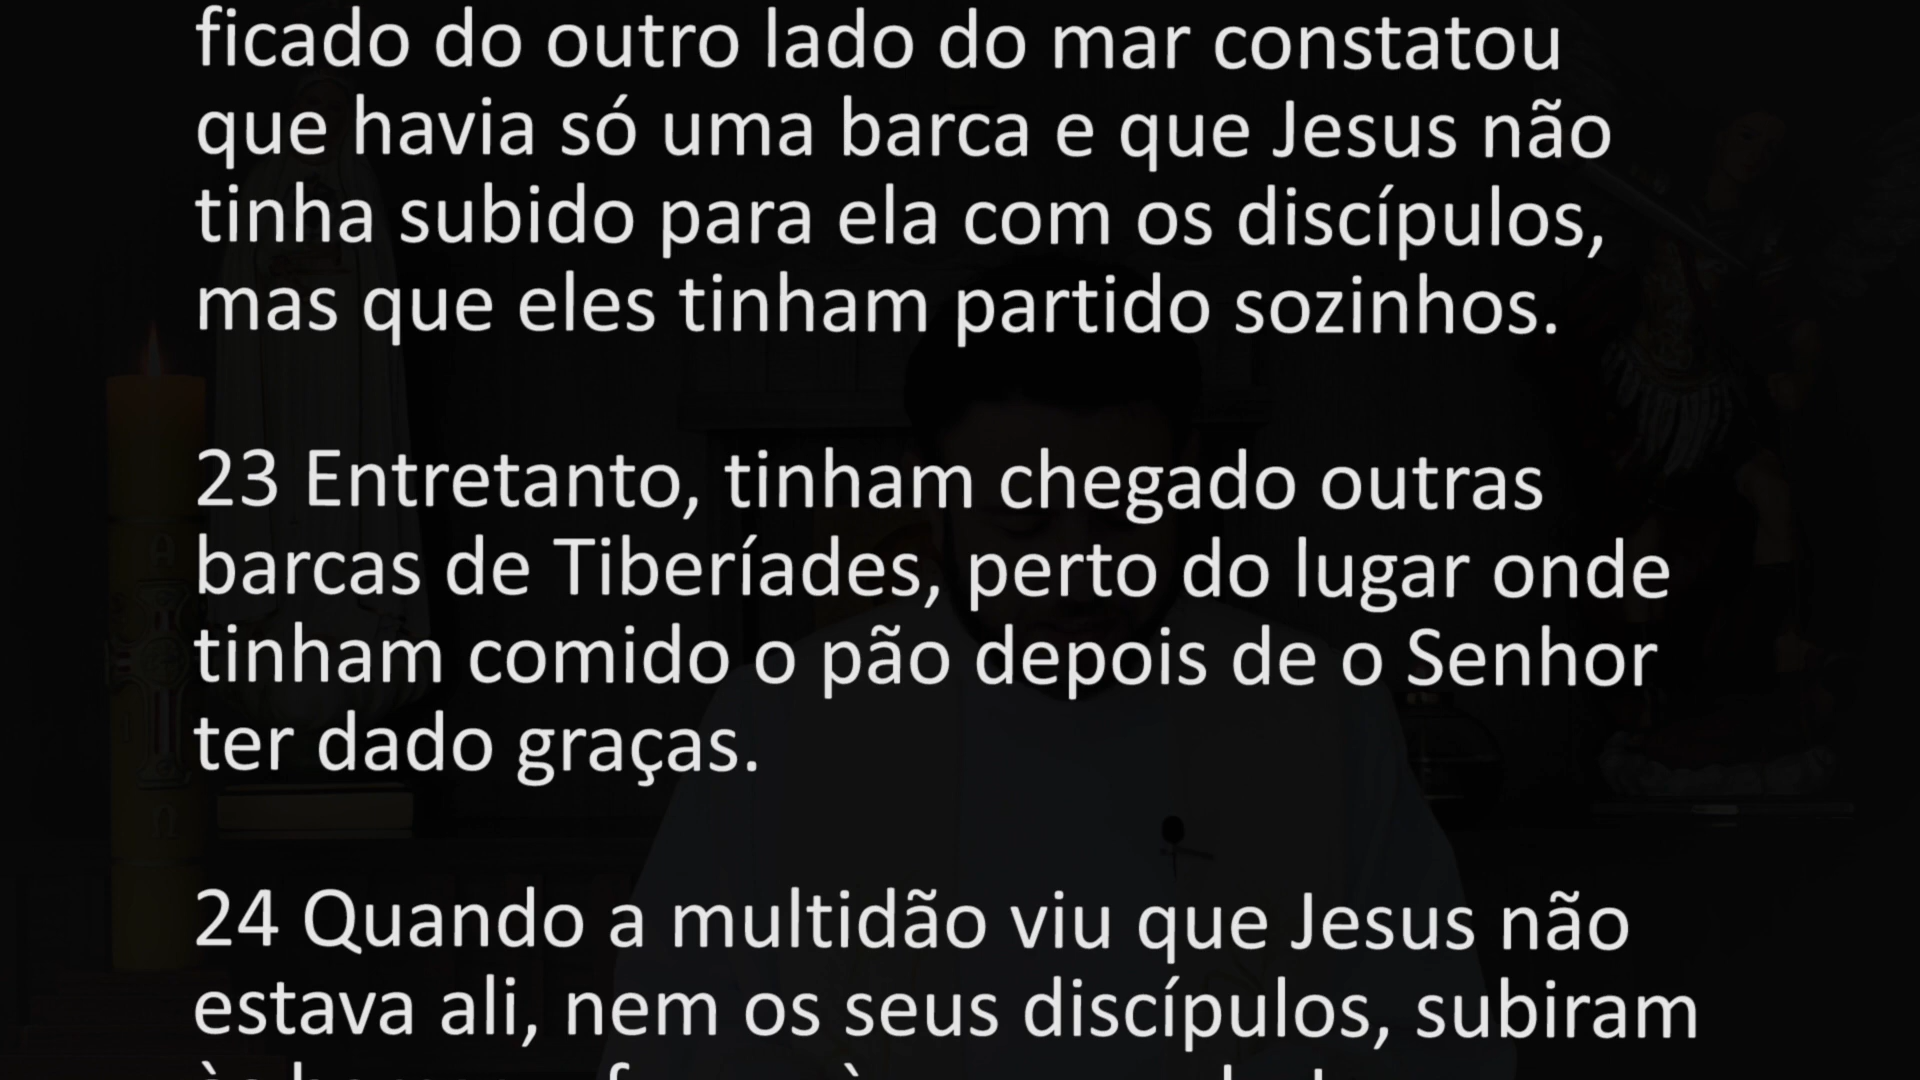 ficado do outro lado do mar constatou
que havia só uma barca e que Jesus não
tinha subido para ela com os discípulos,
mas que eles tinham partido sozinhos.
23 Entretanto, tinham chegado outras
barcas de Tiberíades, perto do lugar onde
tinham comido o pão depois de o Senhor
ter dado graças.
24 Quando a multidão viu que Jesus não
estava ali, nem os seus discípulos, subiram